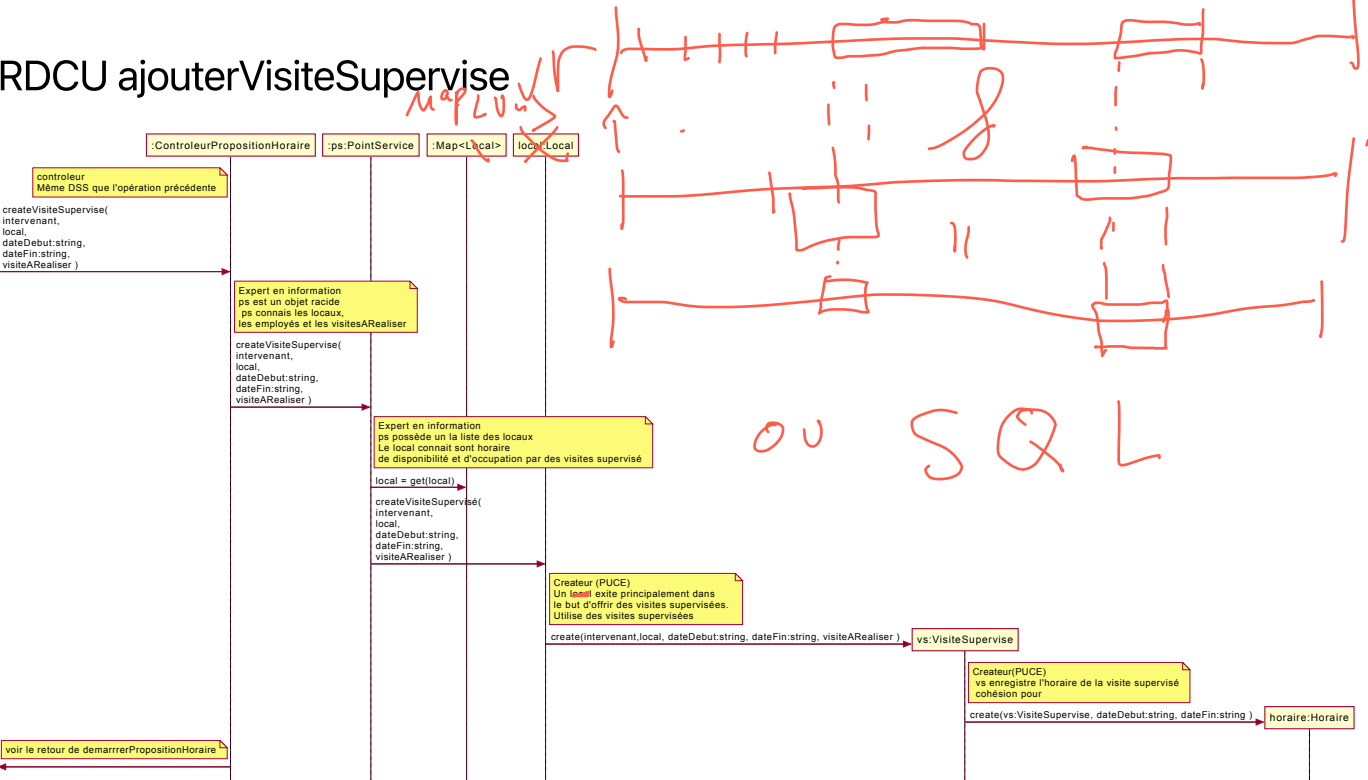 RDCU ajouterVisiteSupervise
:ControleurPropositionHoraire
:ps:PointService
:Map<Local>
local:Local
controleur
Même DSS que l'opération précédente
createVisiteSupervise(
intervenant,
local,
dateDebut:string,
dateFin:string,
visiteARealiser )
Expert en information
ps est un objet racide
ps connais les locaux,
les employés et les visitesARealiser
createVisiteSupervise(
intervenant,
local,
dateDebut:string,
dateFin:string,
visiteARealiser )
ou SQL
Expert en information
ps possède un la liste des locaux
Le local connait sont horaire
de disponibilité et d'occupation par des visites supervisé
local = get(local)
createVisiteSupervisé(
intervenant,
local,
dateDebut:string,
dateFin:string,
visiteARealiser )
Createur (PUCE)
Un local exite principalement dans
le but d'offrir des visites supervisées.
Utilise des visites supervisées
create(intervenant,local, dateDebut:string, dateFin:string, visiteARealiser )
vs:VisiteSupervise
Createur(PUCE)
vs enregistre l'horaire de la visite supervisé
cohésion pour
create(vs:VisiteSupervise, dateDebut:string, dateFin:string )
horaire:Horaire
voir le retour de demarrrerPropositionHoraire